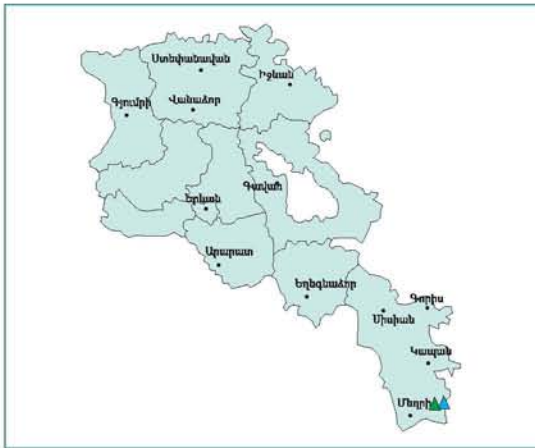 Ստեփանավան
Իջևան
Գյումրի
Վանաձոր
Գավառ
Երևան
Արարատ
Եղեգնաձոր
Գորիս
Սիսիան
Կապան
Մեղրի